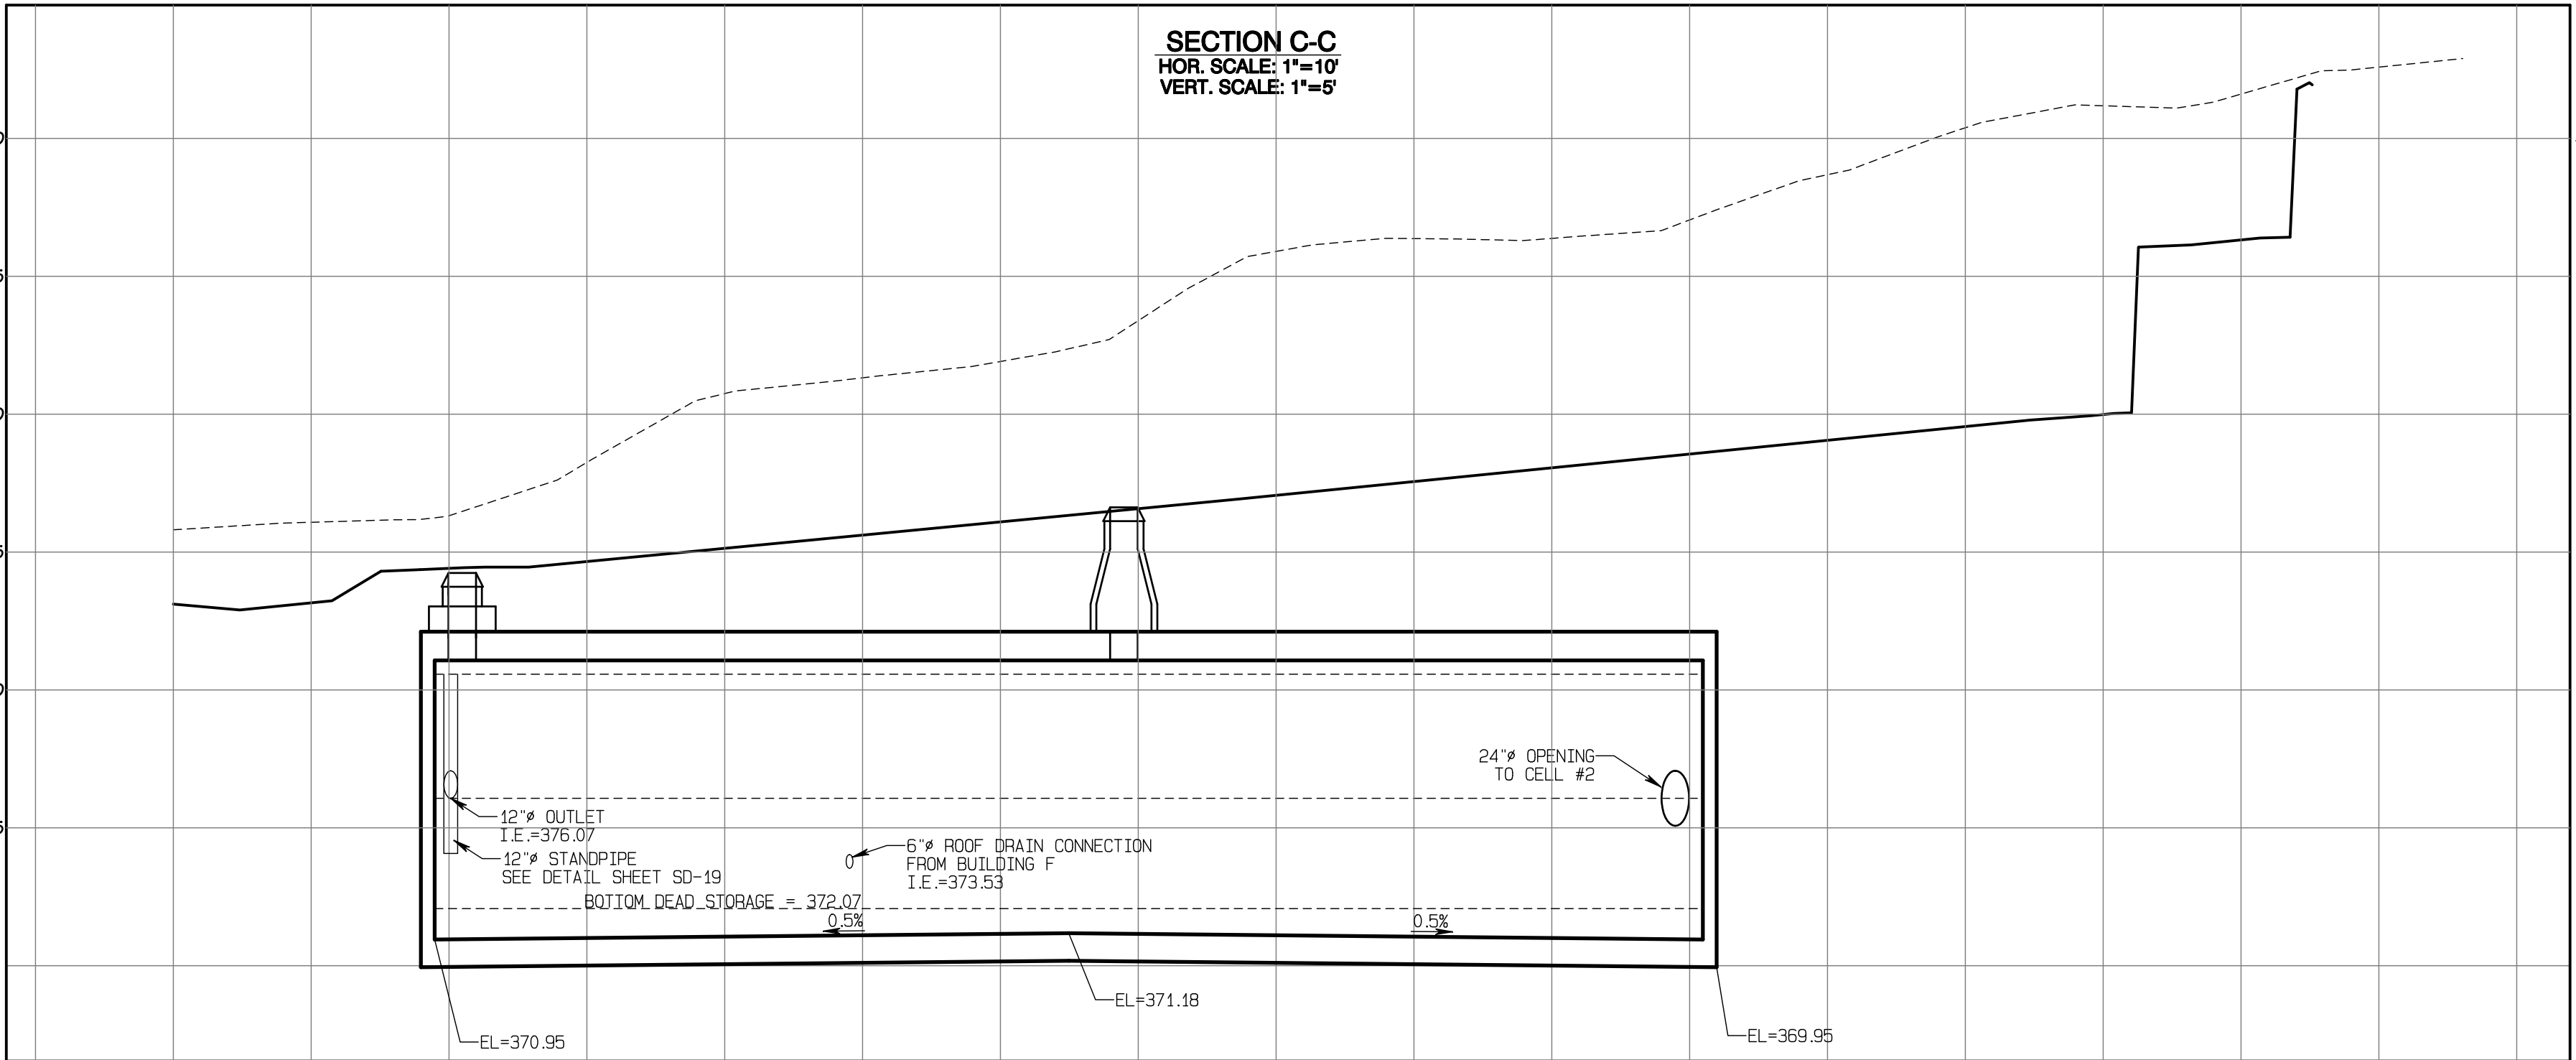 SECTION C-C
HOR. SCALE: 1"=10'
VERT. SCALE: 1"=5'
24"ø OPENING
TO CELL #2
12"ø OUTLET
I.E.=376.07
12"ø STANDPIPE
SEE DETAIL SHEET SD-19
6"ø ROOF DRAIN CONNECTION
FROM BUILDING F
I.E.=373.53
BOTTOM DEAD STORAGE = 372.07
0.5%
0.5%
EL=371.18
EL=369.95
EL=370.95